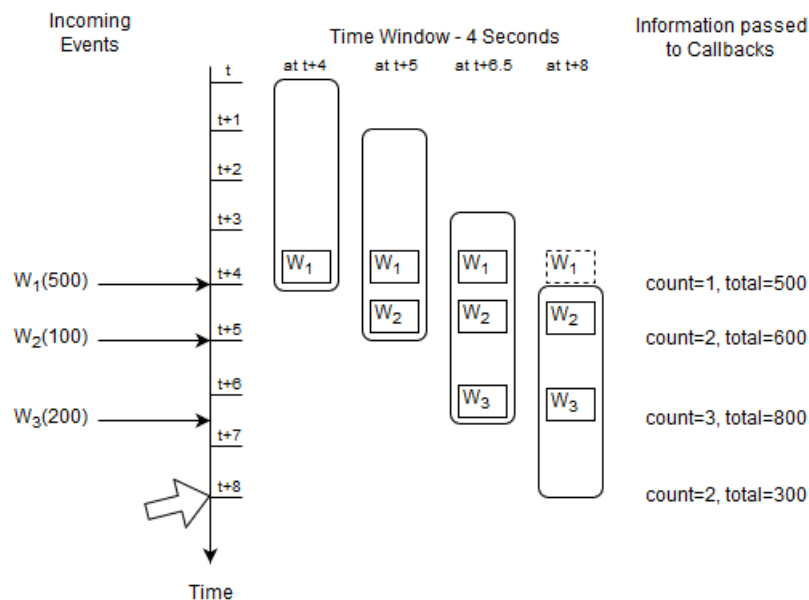 Incoming
Events
Time Window - 4 Seconds
Information passed
to Callbacks
at t+4
at t+5
at t+6.5
at t+8
t
t+1
t+2
t+3
W1
W1
W1
W1
W1(500)
t+4
count=1, total=500
W2
W2
W2
W2(100)
t+5
count=2, total=600
t+6
W3
W3
W3(200)
count=3, total=800
t+7
t+8
count=2, total=300
Time